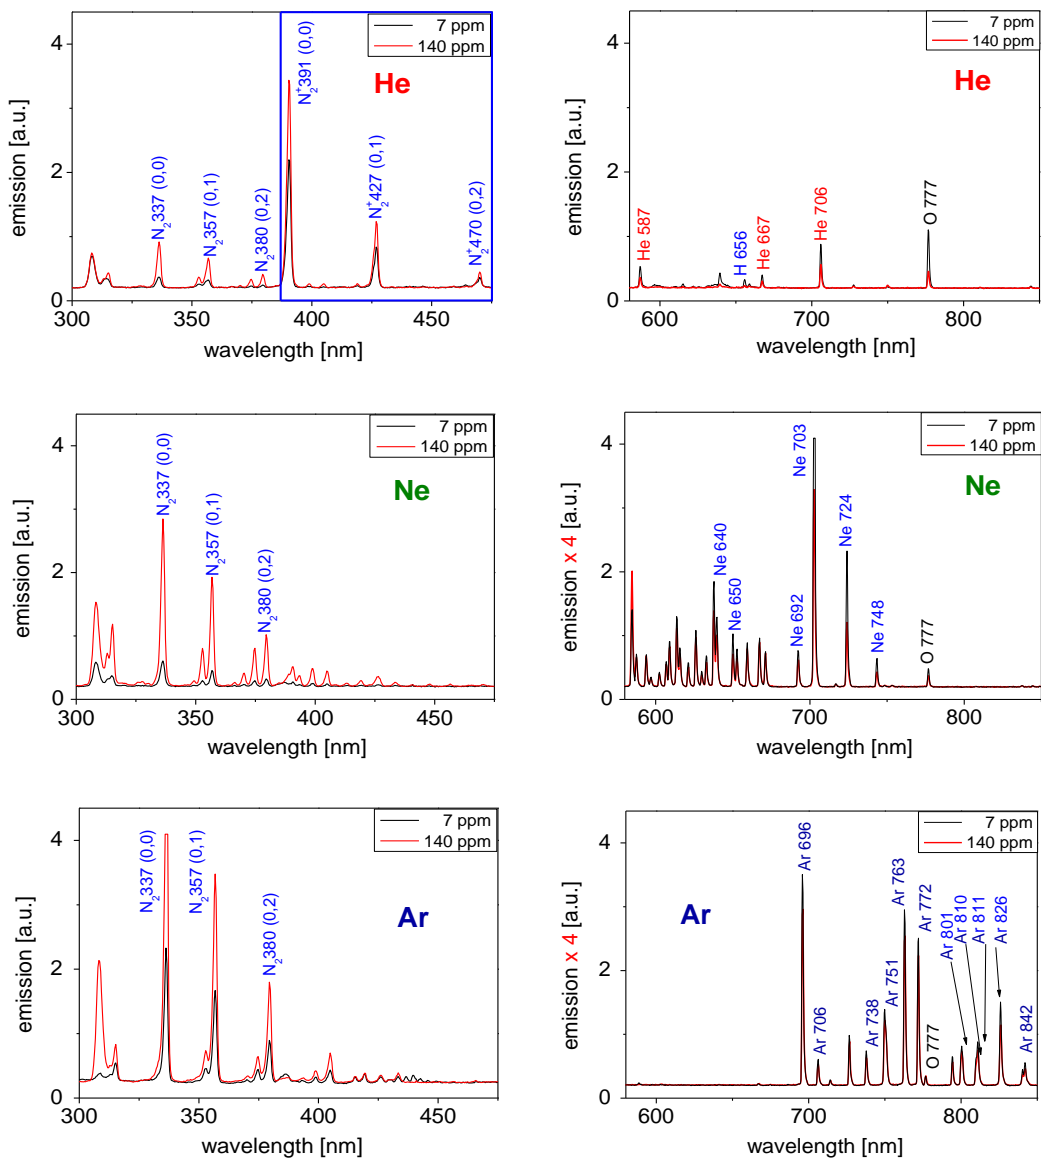 4
2
0
300
350
400
450
wavelength [nm]
emission [a.u.]
7 ppm
140 ppm
He
N₂337 (0,0)
N₂357 (0,1)
N₂380 (0,2)
N₂⁺391 (0,0)
N₂⁺427 (0,1)
N₂⁺470 (0,2)
4
2
0
600
700
800
wavelength [nm]
emission [a.u.]
7 ppm
140 ppm
He
He 587
H 656
He 667
He 706
O 777
4
2
0
300
350
400
450
wavelength [nm]
emission [a.u.]
7 ppm
140 ppm
Ne
N₂337 (0,0)
N₂357 (0,1)
N₂380 (0,2)
4
2
0
600
700
800
wavelength [nm]
emission x 4 [a.u.]
7 ppm
140 ppm
Ne
Ne 640
Ne 650
Ne 692
Ne 703
Ne 724
Ne 748
O 777
4
2
0
300
350
400
450
wavelength [nm]
emission [a.u.]
7 ppm
140 ppm
Ar
N₂337 (0,0)
N₂357 (0,1)
N₂380 (0,2)
4
2
0
600
700
800
wavelength [nm]
emission x 4 [a.u.]
7 ppm
140 ppm
Ar
Ar 696
Ar 706
Ar 738
Ar 751
Ar 763
Ar 772
O 777
Ar 801
Ar 810
Ar 811
Ar 826
Ar 842